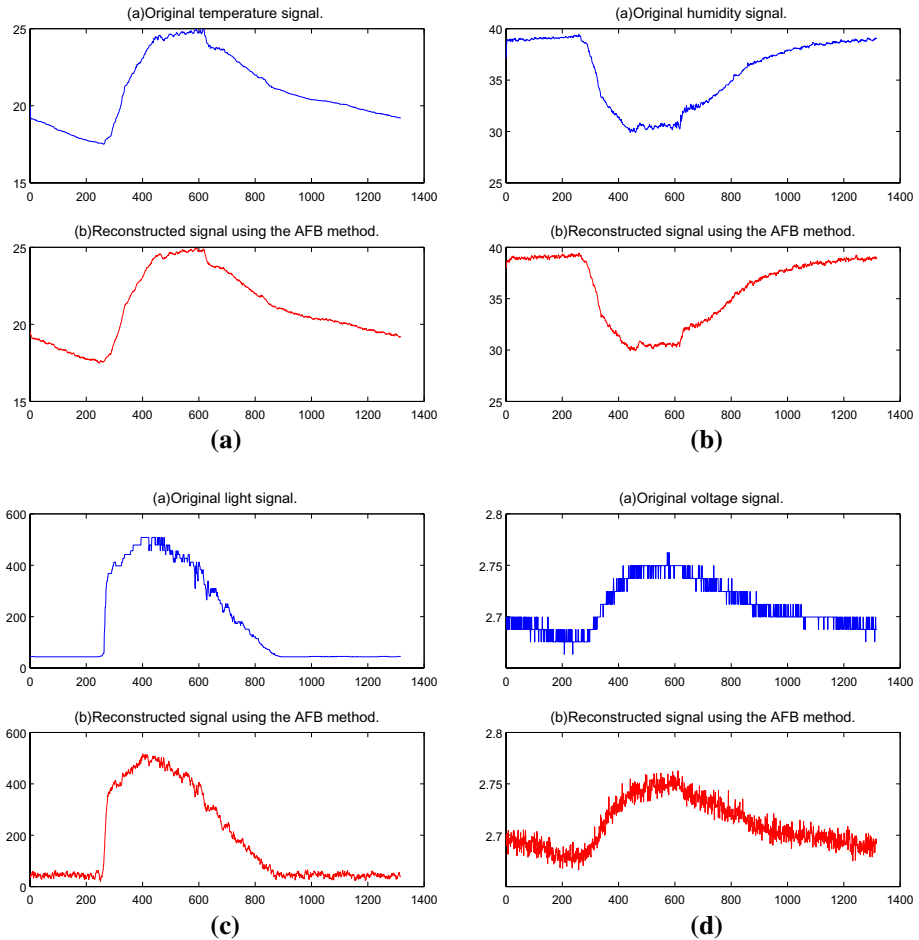 (a)Original temperature signal.
25
20
15
0 200 400 600 800 1000 1200 1400
(b)Reconstructed signal using the AFB method.
25
20
15
0 200 400 600 800 1000 1200 1400
(a)
(a)Original humidity signal.
40
35
30
25
0 200 400 600 800 1000 1200 1400
(b)Reconstructed signal using the AFB method.
40
35
30
25
0 200 400 600 800 1000 1200 1400
(b)
(a)Original light signal.
600
400
200
0
0 200 400 600 800 1000 1200 1400
(b)Reconstructed signal using the AFB method.
600
400
200
0
0 200 400 600 800 1000 1200 1400
(c)
(a)Original voltage signal.
2.8
2.75
2.7
0 200 400 600 800 1000 1200 1400
(b)Reconstructed signal using the AFB method.
2.8
2.7
0 200 400 600 800 1000 1200 1400
(d)